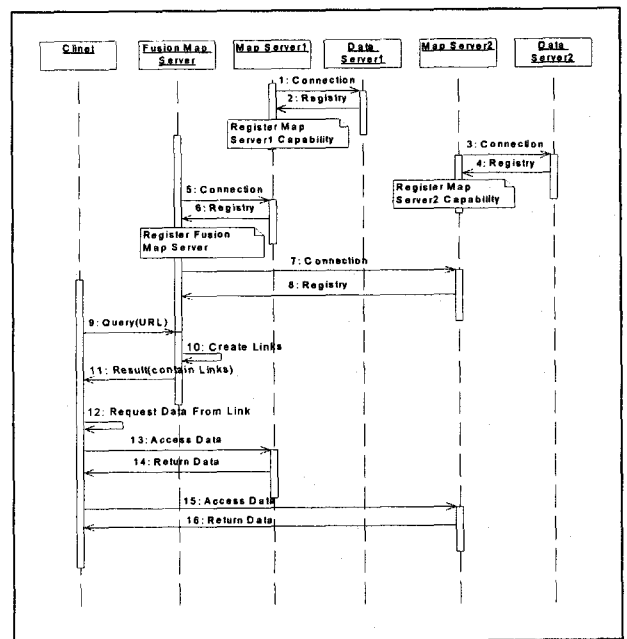 Clinet
Fusion Map
Server
Map Server1
Data
Server1
Map Server2
Data
Server2
1: Connection
2: Registry
Register Map
Server1 Capability
3: Connection
4: Registry
Register Map
Server2 Capability
5: Connection
6: Registry
Register Fusion
Map Server
7: Connection
8: Registry
9: Query(URL)
10: Create Links
11: Result(contain Links)
12: Request Data From Link
13: Access Data
14: Return Data
15: Access Data
16: Return Data